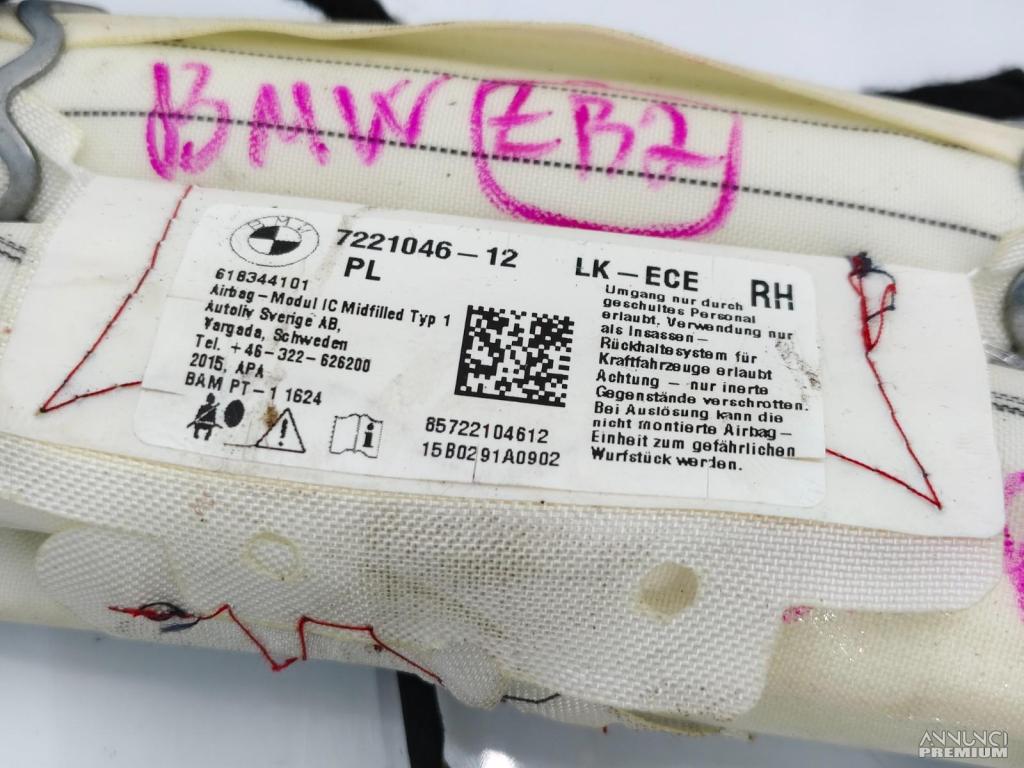 BMW EB2
BMW
7221046-12
PL
LK-ECE
RH
618344101
Airbag-Modul IC Midfilled Typ 1
Autoliv Sverige AB,
Vargada, Schweden
Tel. +46-322-626200
2015, APA
BAM PT-1 1624
85722104612
15B0291A0902
Umgang nur durch
geschultes Personal
erlaubt, Verwendung nur
als Insassen-
Rückhaltesystem für
Kraftfahrzeuge erlaubt
Achtung - nur inerte
Gegenstände verschrotten.
Bei Auslösung kann die
nicht montierte Airbag-
Einheit zum gefährlichen
Wurfstück werden.
ANNUNCI
PREMIUM